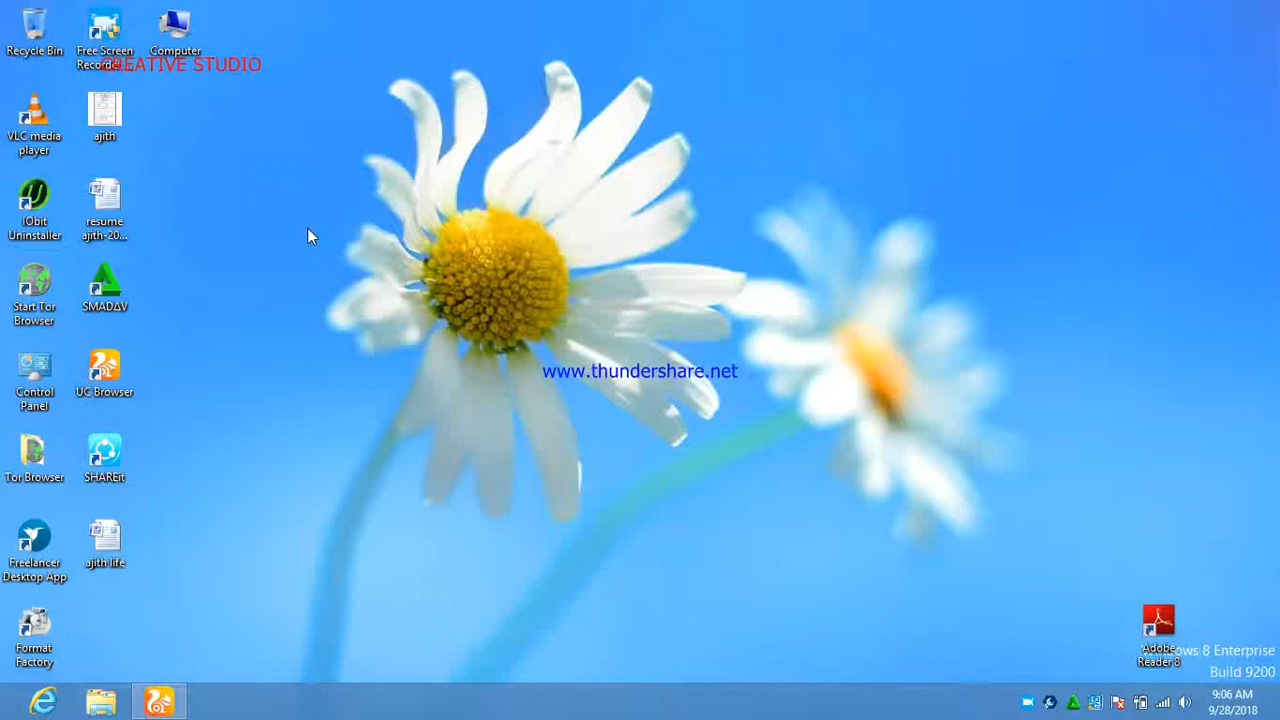 Recycle Bin
Free Screen
Recorder...
Computer
CREATIVE STUDIO
VLC media
player
ajith
IObit
Uninstaller
resume
ajith-20...
Start Tor
Browser
SMADΔV
Control
Panel
UC Browser
www.thundershare.net
Tor Browser
SHAREit
Freelancer
Desktop App
ajith life
Format
Factory
Adobe
Reader 8
Windows 8 Enterprise
Build 9200
9:06 AM
9/28/2018